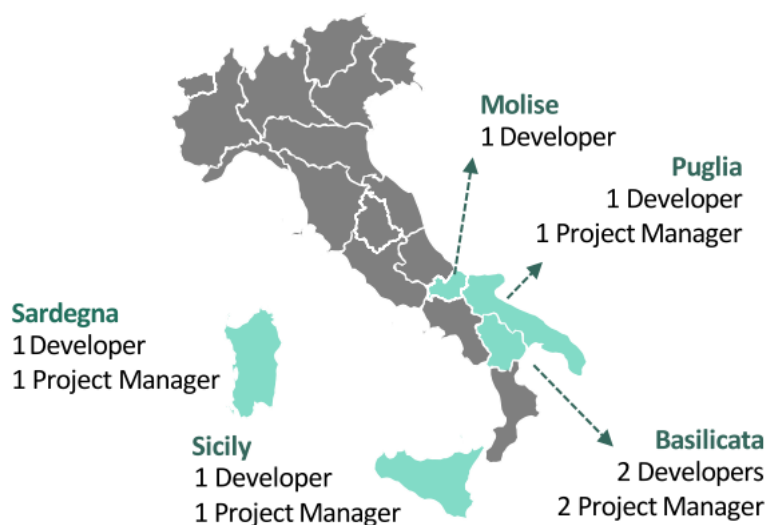 Molise
1 Developer
Puglia
1 Developer
1 Project Manager
Sardegna
1 Developer
1 Project Manager
Sicily
1 Developer
1 Project Manager
Basilicata
2 Developers
2 Project Manager